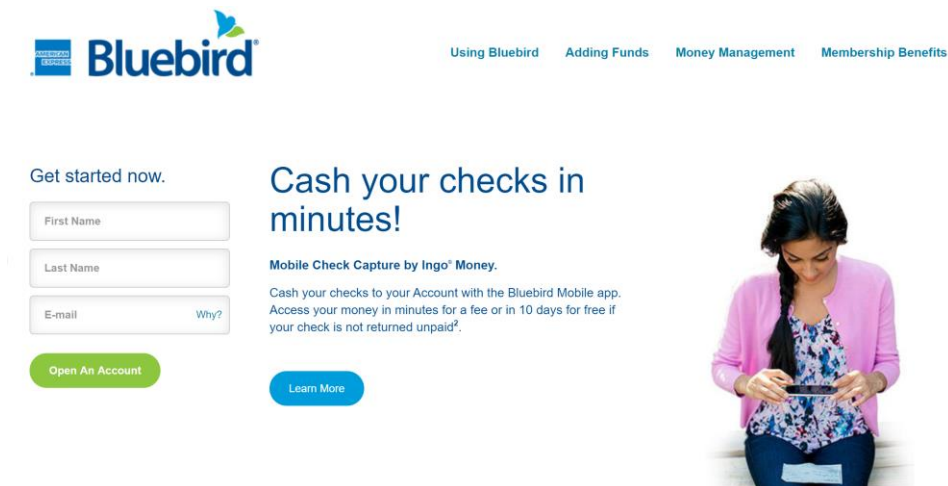 AMERICAN
EXPRESS
Bluebird®
Using Bluebird Adding Funds Money Management Membership Benefits
Get started now.
First Name
Last Name
E-mail Why?
Open An Account
Cash your checks in
minutes!
Mobile Check Capture by Ingo® Money.
Cash your checks to your Account with the Bluebird Mobile app.
Access your money in minutes for a fee or in 10 days for free if
your check is not returned unpaid².
Learn More